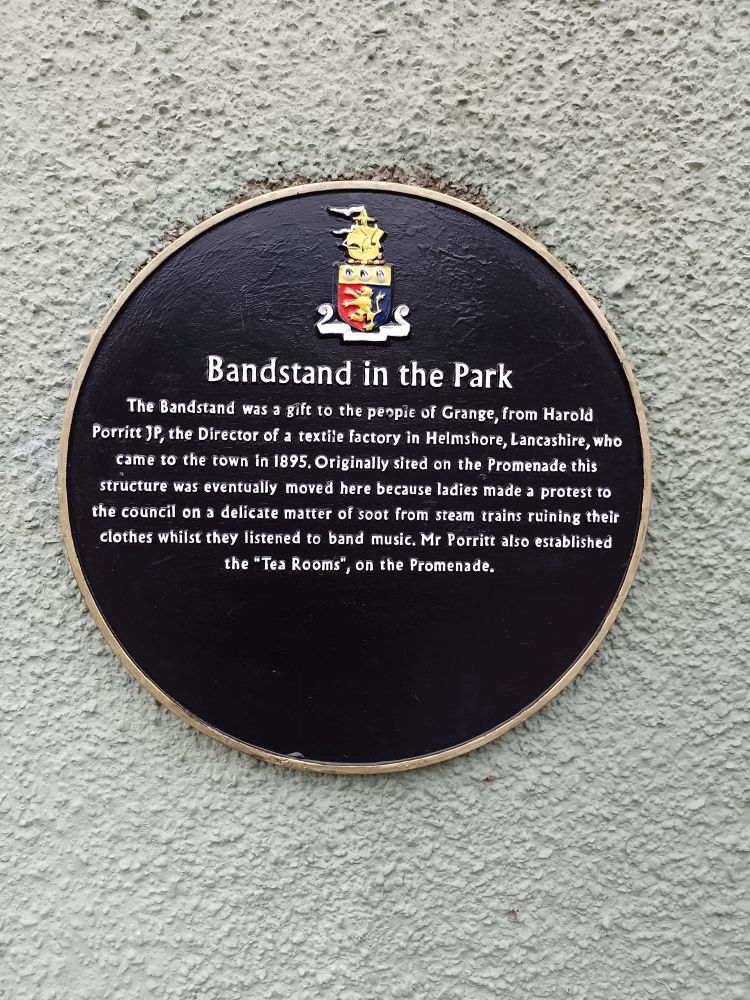 Bandstand in the Park
The Bandstand was a gift to the people of Grange, from Harold
Porritt JP, the Director of a textile factory in Helmshore, Lancashire, who
came to the town in 1895. Originally sited on the Promenade this
structure was eventually moved here because ladies made a protest to
the council on a delicate matter of soot from steam trains ruining their
clothes whilst they listened to band music. Mr Porritt also established
the "Tea Rooms", on the Promenade.